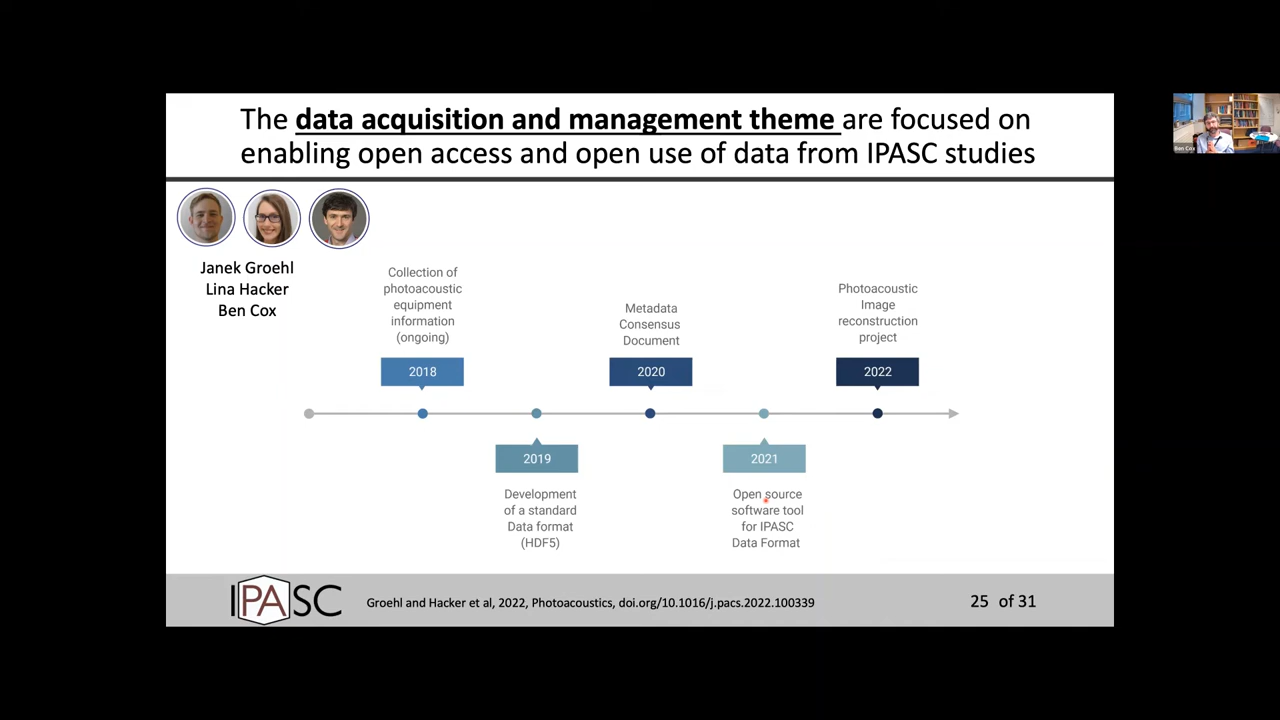 The data acquisition and management theme are focused on
enabling open access and open use of data from IPASC studies
Ben Cox
Janek Groehl
Lina Hacker
Ben Cox
Collection of
photoacoustic
equipment
information
(ongoing)
2018
Metadata
Consensus
Document
2020
Photoacoustic
Image
reconstruction
project
2022
2019
Development
of a standard
Data format
(HDF5)
2021
Open source
software tool
for IPASC
Data Format
IPASC
Groehl and Hacker et al, 2022, Photoacoustics, doi.org/10.1016/j.pacs.2022.100339
25 of 31